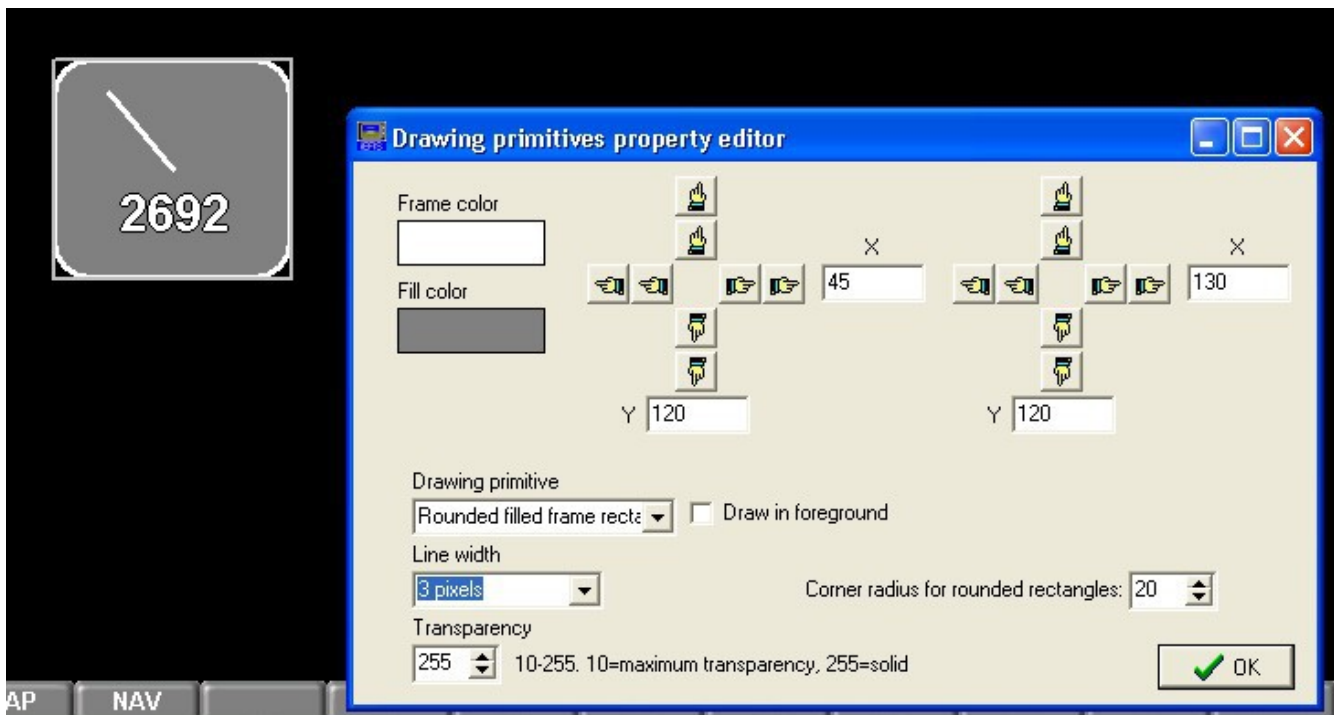 2692
Drawing primitives property editor
Frame color
X
X
45
130
Fill color
Y 120
Y 120
Drawing primitive
Rounded filled frame recta
Draw in foreground
Line width
3 pixels
Corner radius for rounded rectangles: 20
Transparency
255
10-255. 10=maximum transparency, 255=solid
OK
AP
NAV